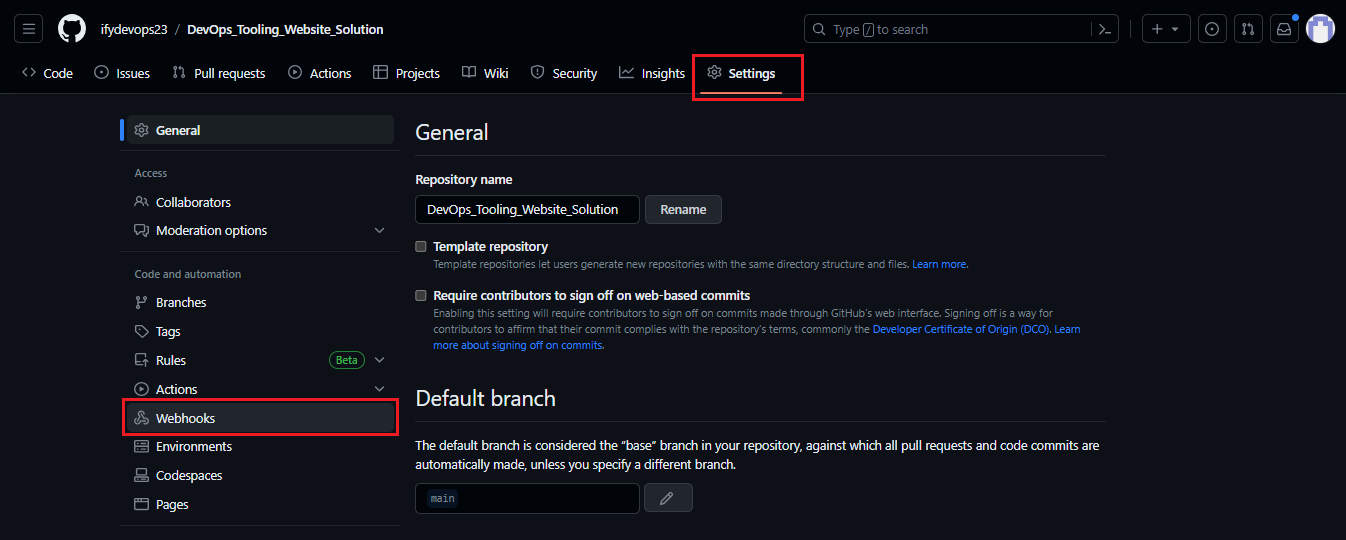 ifydevops23 / DevOps_Tooling_Website_Solution
Type / to search
Code Issues Pull requests Actions Projects Wiki Security Insights Settings
General
Access
Collaborators
Moderation options
Code and automation
Branches
Tags
Rules Beta
Actions
Webhooks
Environments
Codespaces
Pages
General
Repository name
DevOps_Tooling_Website_Solution Rename
Template repository
Template repositories let users generate new repositories with the same directory structure and files. Learn more.
Require contributors to sign off on web-based commits
Enabling this setting will require contributors to sign off on commits made through GitHub's web interface. Signing off is a way for
contributors to affirm that their commit complies with the repository's terms, commonly the Developer Certificate of Origin (DCO). Learn
more about signing off on commits.
Default branch
The default branch is considered the “base” branch in your repository, against which all pull requests and code commits are
automatically made, unless you specify a different branch.
main